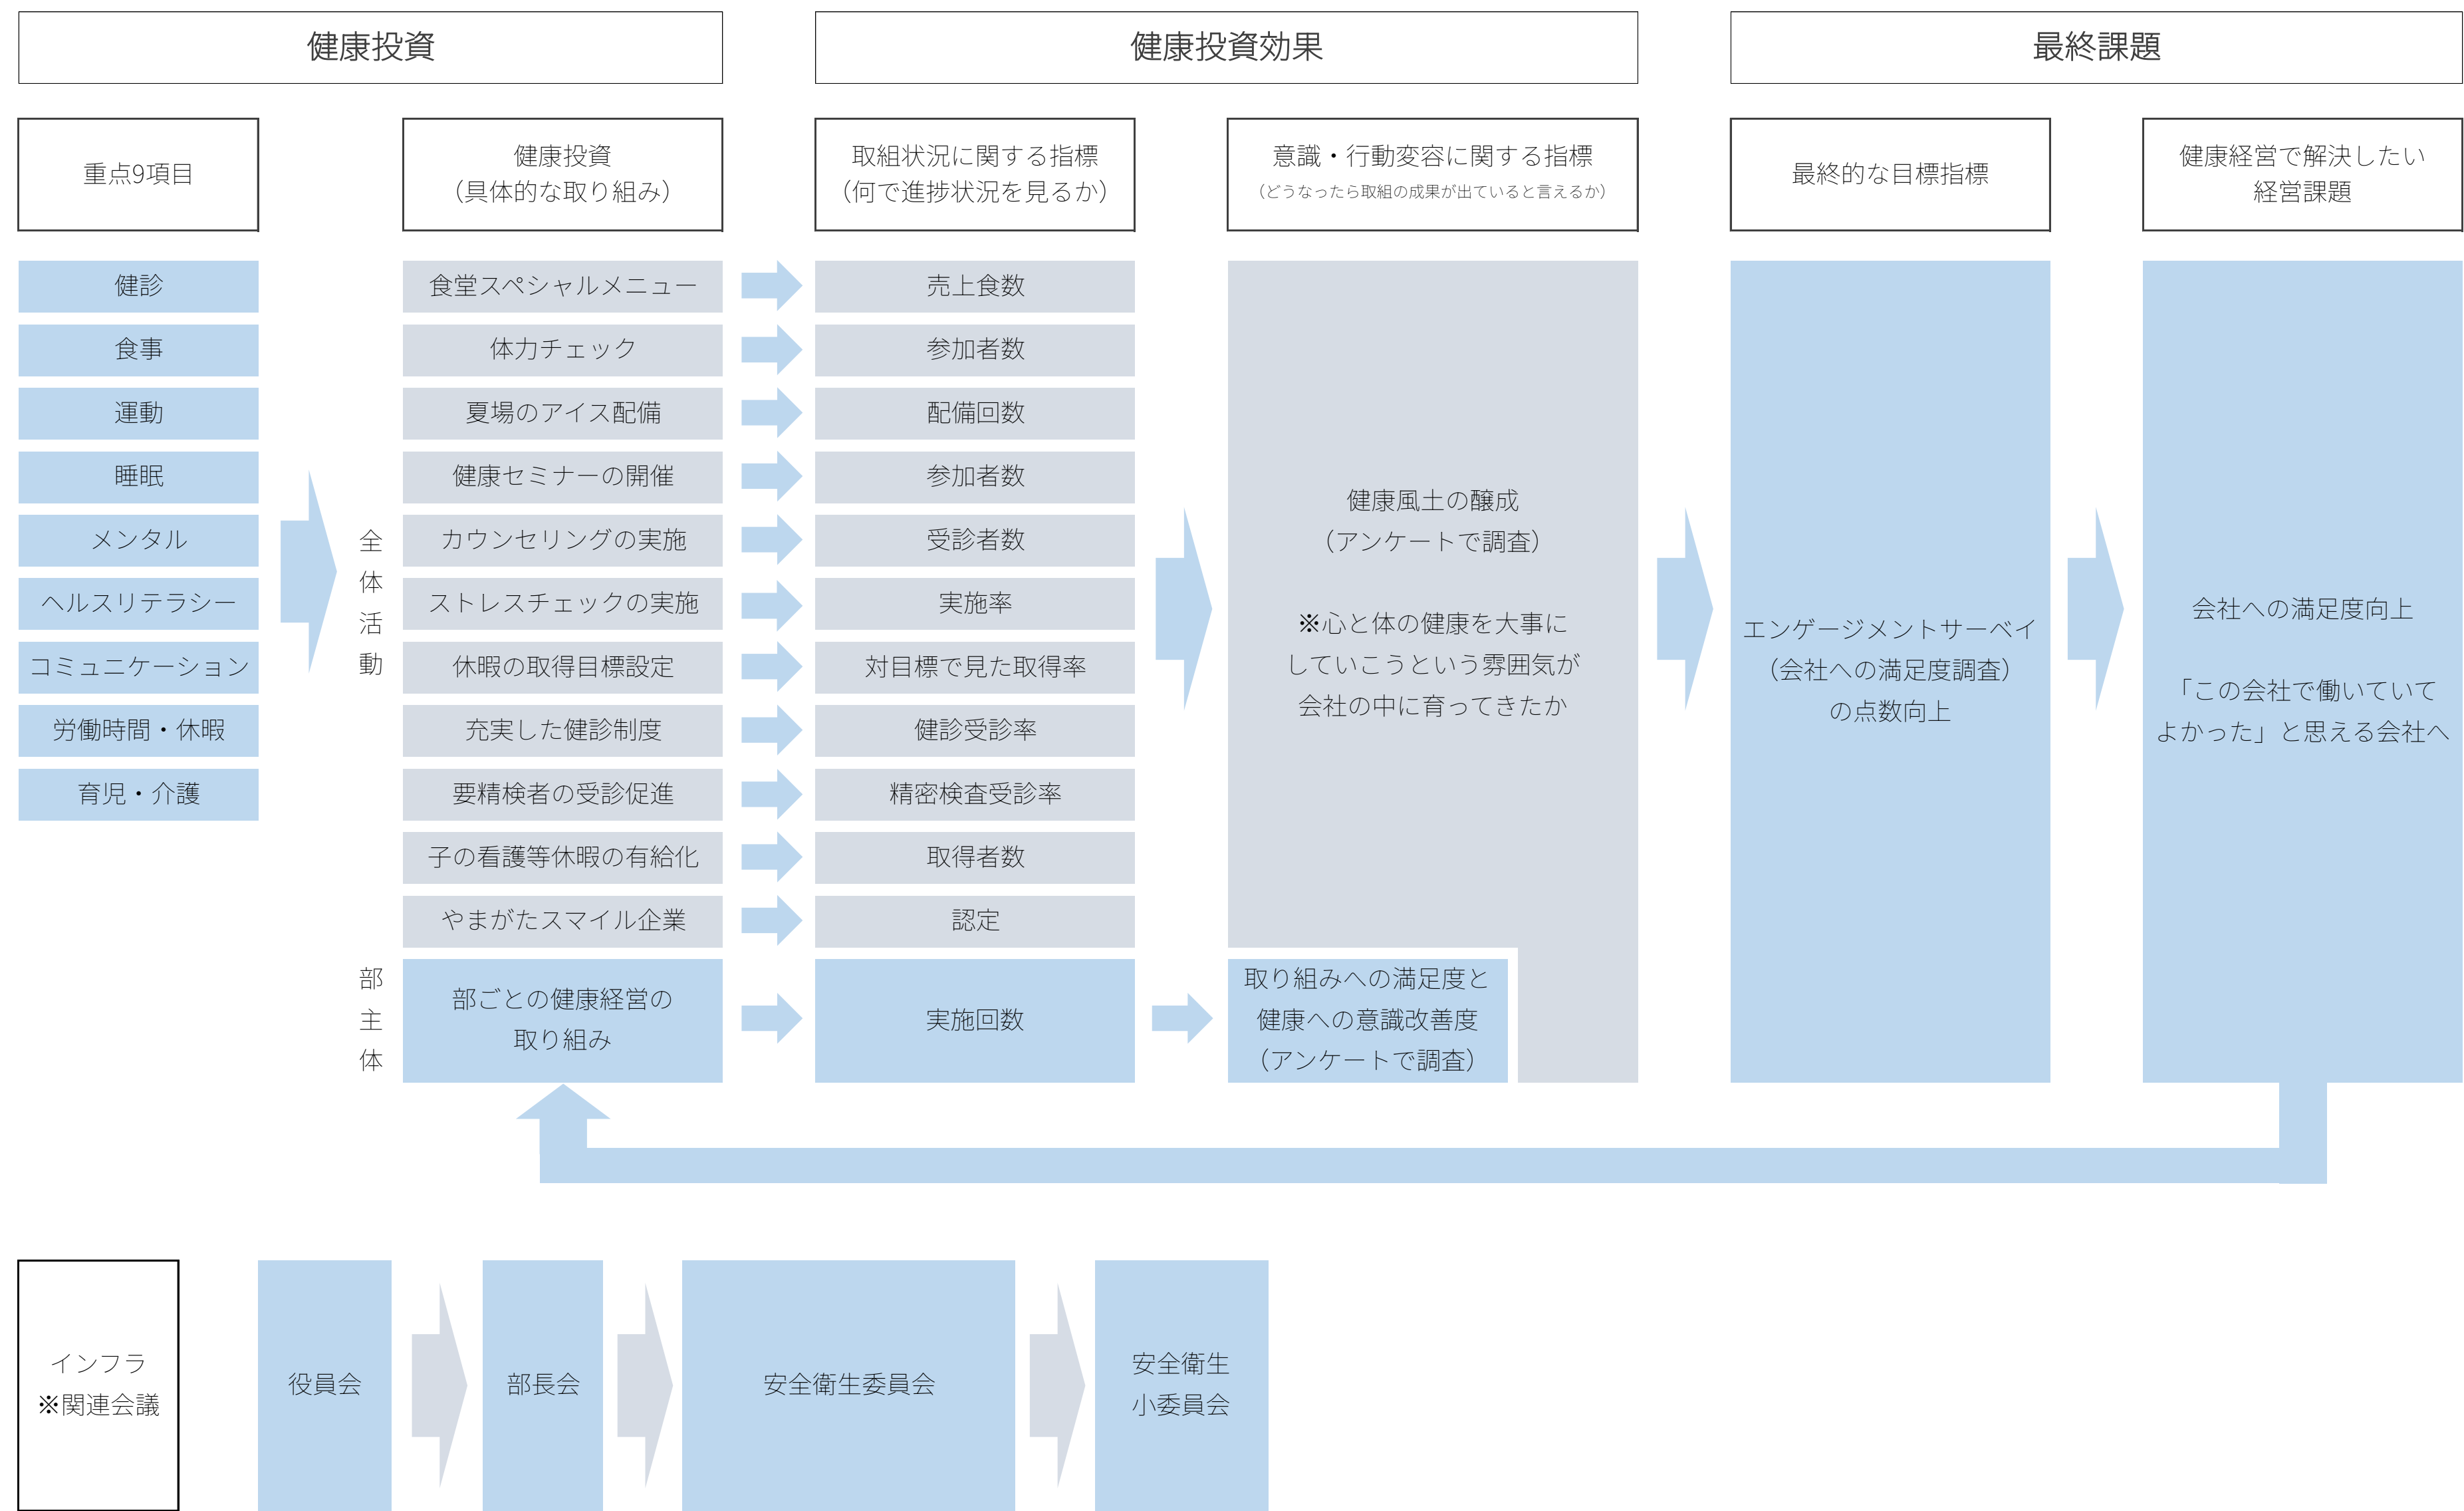 健康投資
健康投資効果
最終課題
重点9項目
健康投資
（具体的な取り組み）
取組状況に関する指標
（何で進捗状況を見るか）
意識・行動変容に関する指標
（どうなったら取組の成果が出ていると言えるか）
最終的な目標指標
健康経営で解決したい
経営課題
健診
食事
運動
睡眠
メンタル
ヘルスリテラシー
コミュニケーション
労働時間・休暇
育児・介護
全体活動
食堂スペシャルメニュー
売上食数
体力チェック
参加者数
夏場のアイス配備
配備回数
健康セミナーの開催
参加者数
カウンセリングの実施
受診者数
ストレスチェックの実施
実施率
休暇の取得目標設定
対目標で見た取得率
充実した健診制度
健診受診率
要精検者の受診促進
精密検査受診率
子の看護等休暇の有給化
取得者数
やまがたスマイル企業
認定
部主体
部ごとの健康経営の
取り組み
実施回数
健康風土の醸成
（アンケートで調査）
※心と体の健康を大事に
していこうという雰囲気が
会社の中に育ってきたか
取り組みへの満足度と
健康への意識改善度
（アンケートで調査）
エンゲージメントサーベイ
（会社への満足度調査）
の点数向上
会社への満足度向上
「この会社で働いていて
よかった」と思える会社へ
インフラ
※関連会議
役員会
部長会
安全衛生委員会
安全衛生
小委員会